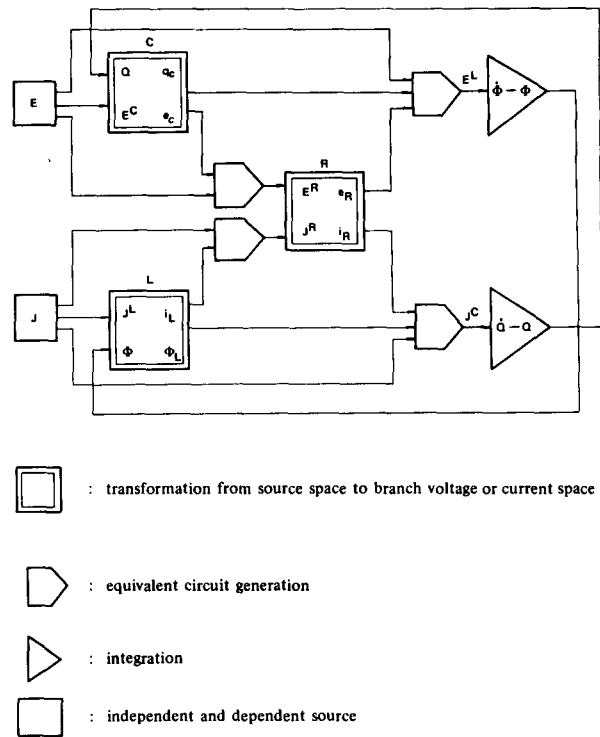 C
E
Q q_C
E^C e_C
E^L
Φ̇ – Φ
R
E^R e_R
J^R i_R
L
J
J^L i_L
Φ Φ_L
J^C
Q̇ – Q
: transformation from source space to branch voltage or current space
: equivalent circuit generation
: integration
: independent and dependent source